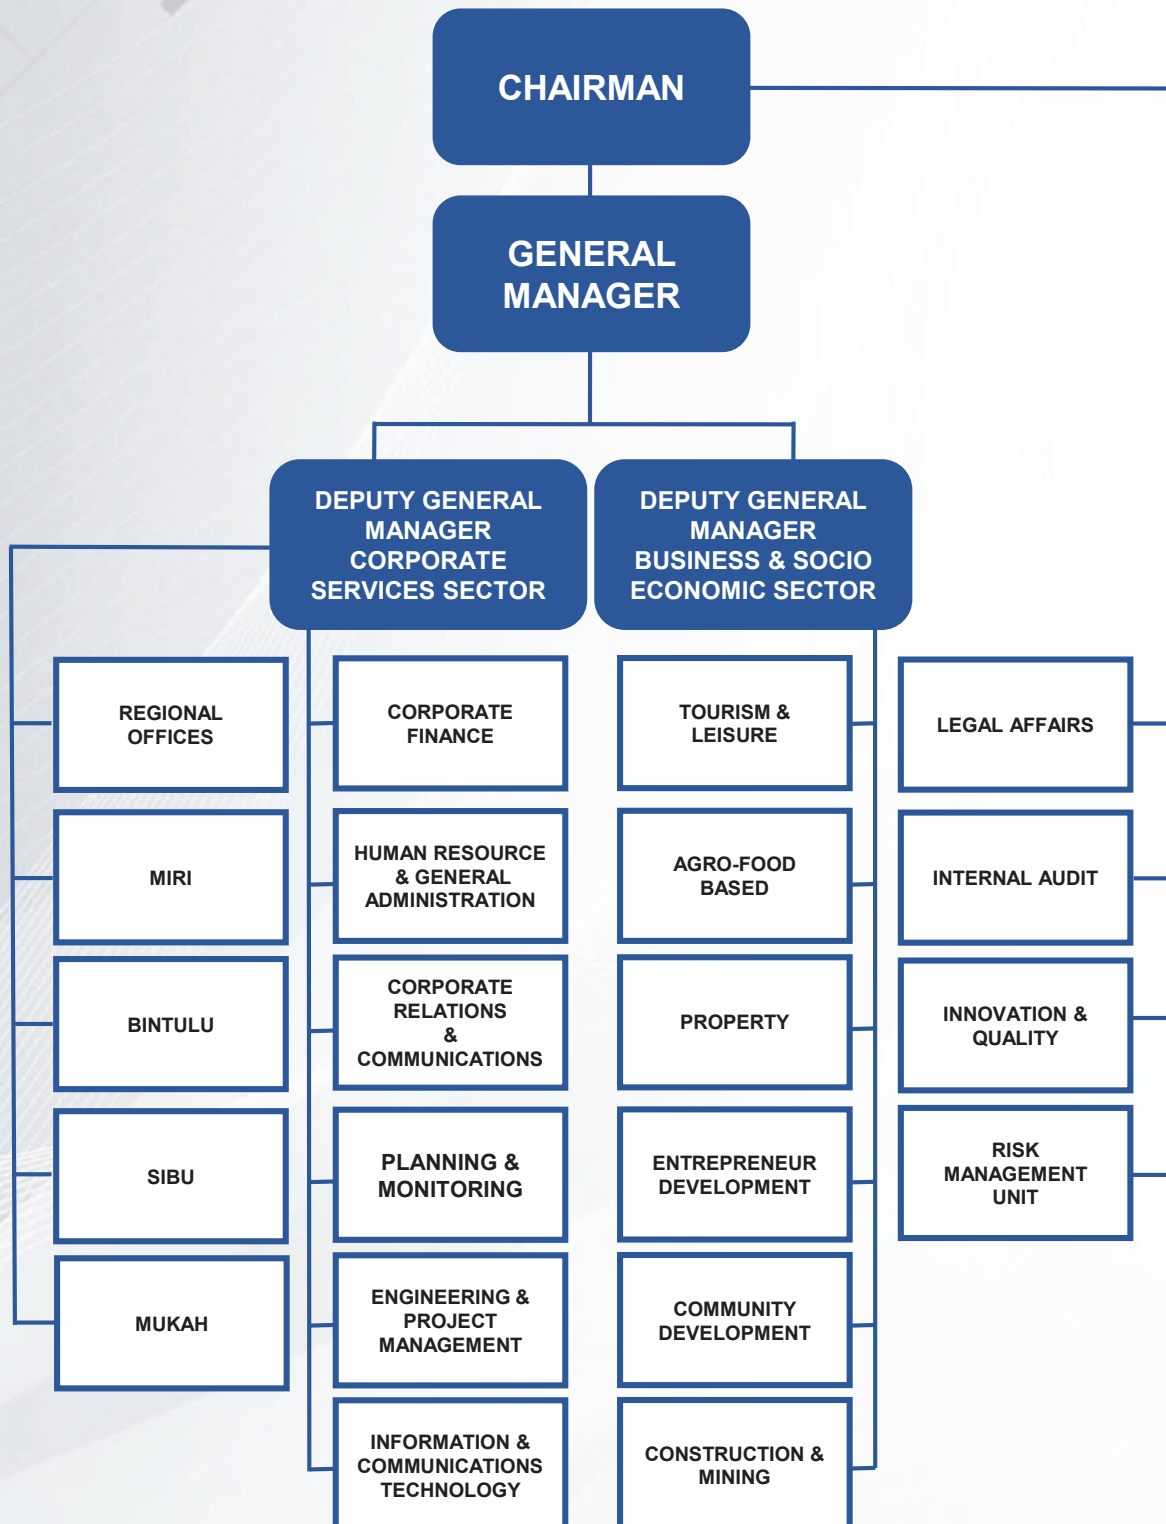 CHAIRMAN
GENERAL
MANAGER
DEPUTY GENERAL
MANAGER
CORPORATE
SERVICES SECTOR
DEPUTY GENERAL
MANAGER
BUSINESS & SOCIO
ECONOMIC SECTOR
REGIONAL
OFFICES
MIRI
BINTULU
SIBU
MUKAH
CORPORATE
FINANCE
HUMAN RESOURCE
& GENERAL
ADMINISTRATION
CORPORATE
RELATIONS
&
COMMUNICATIONS
PLANNING &
MONITORING
ENGINEERING &
PROJECT
MANAGEMENT
INFORMATION &
COMMUNICATIONS
TECHNOLOGY
TOURISM &
LEISURE
AGRO-FOOD
BASED
PROPERTY
ENTREPRENEUR
DEVELOPMENT
COMMUNITY
DEVELOPMENT
CONSTRUCTION &
MINING
LEGAL AFFAIRS
INTERNAL AUDIT
INNOVATION &
QUALITY
RISK
MANAGEMENT
UNIT